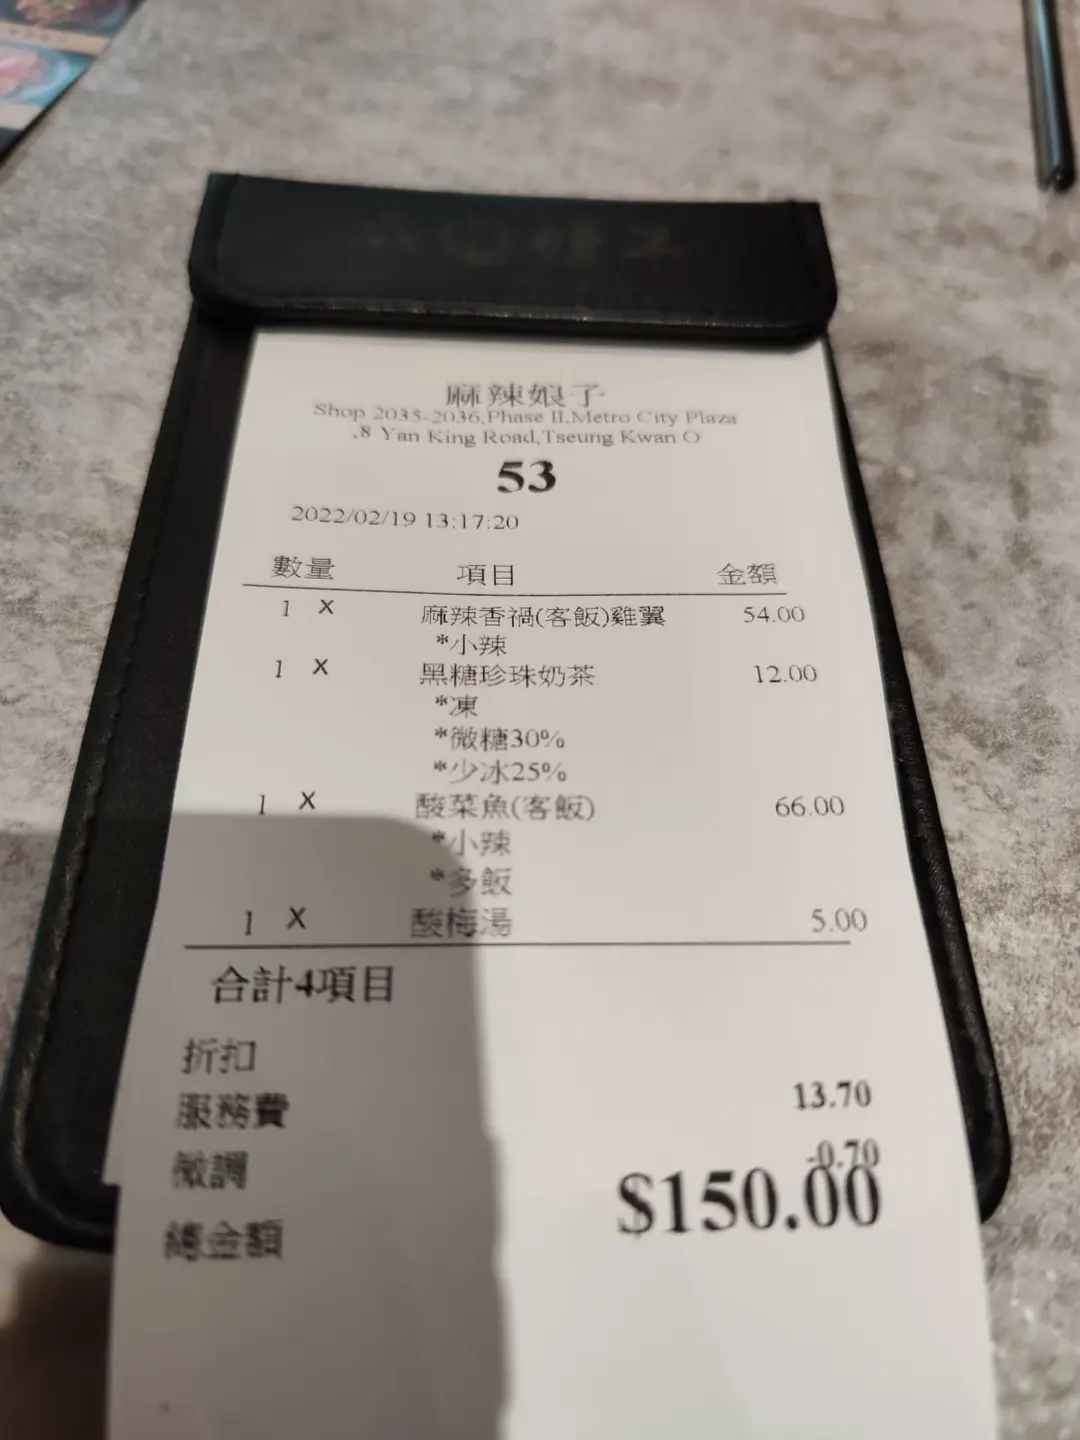 麻辣娘子
Shop 2035-2036,Phase II,Metro City Plaza
,8 Yan King Road,Tseung Kwan O
53
2022/02/19 13:17:20
數量 項目 金額
1 X 麻辣香禍(客飯)雞翼 54.00
*小辣
1 X 黑糖珍珠奶茶 12.00
*凍
*微糖30%
*少冰25%
1 X 酸菜魚(客飯) 66.00
*小辣
*多飯
1 X 酸梅湯 5.00
合計4項目
折扣
服務費 13.70
微調 -0.70
總金額 $150.00